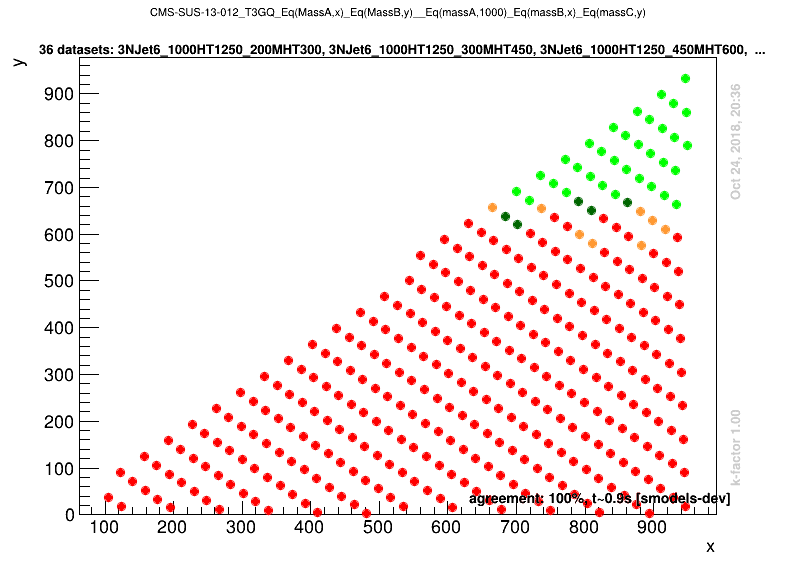 CMS-SUS-13-012_T3GQ_Eq(MassA,x)_Eq(MassB,y)__Eq(massA,1000)_Eq(massB,x)_Eq(massC,y)
36 datasets: 3NJet6_1000HT1250_200MHT300, 3NJet6_1000HT1250_300MHT450, 3NJet6_1000HT1250_450MHT600, ...
y
900
800
700
600
500
400
300
200
100
0
Oct 24, 2018, 20:36
k-factor 1.00
agreement: 100%, t~0.9s [smodels-dev]
100 200 300 400 500 600 700 800 900
x